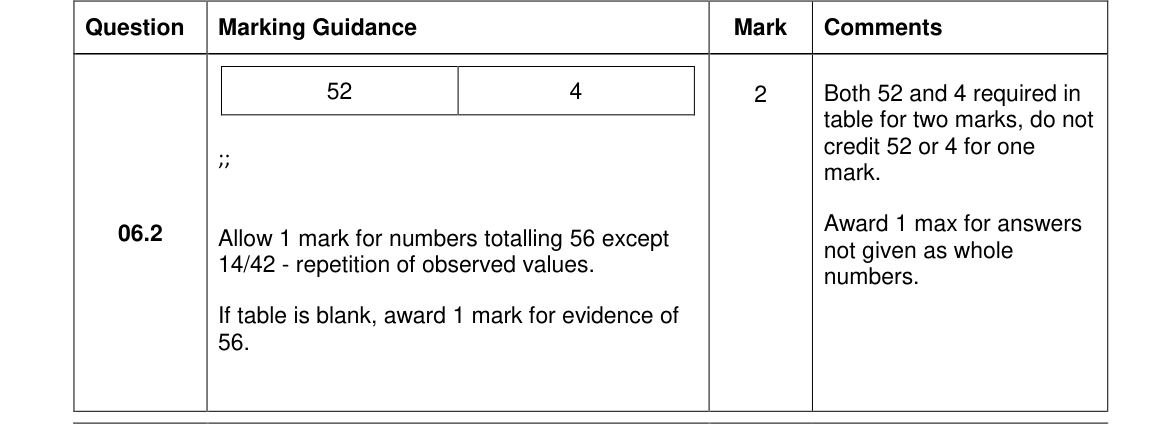 Question Marking Guidance Mark Comments
06.2
52 4
;;
Allow 1 mark for numbers totalling 56 except
14/42 - repetition of observed values.
If table is blank, award 1 mark for evidence of
56.
2
Both 52 and 4 required in
table for two marks, do not
credit 52 or 4 for one
mark.
Award 1 max for answers
not given as whole
numbers.